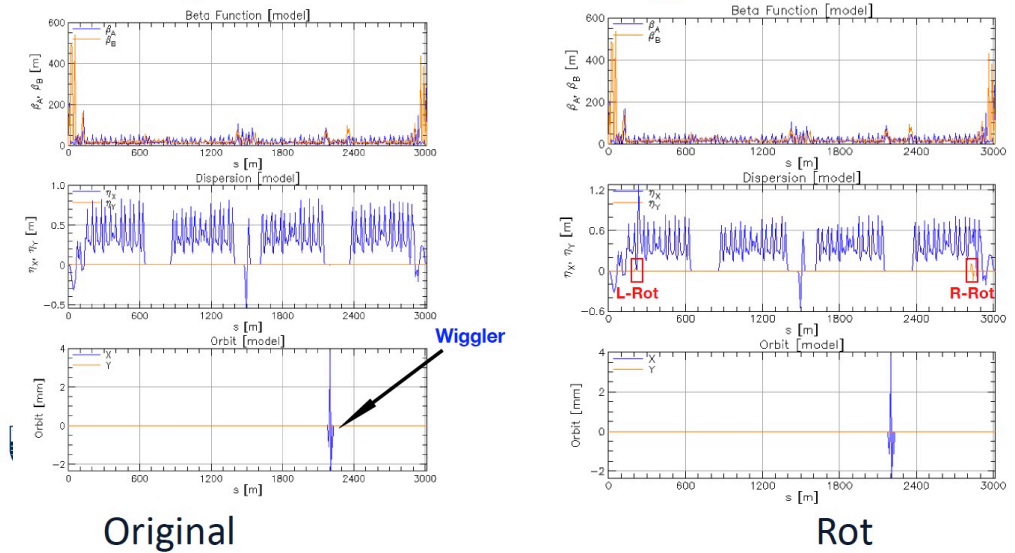 Beta Function [model]
β_A
β_B
β_A, β_B [m]
600
400
200
0
0 600 1200 1800 2400 3000
s [m]
Dispersion [model]
η_X
η_Y
η_X, η_Y [m]
1.0
0.5
0.0
−0.5
0 600 1200 1800 2400 3000
s [m]
Orbit [model]
X
Y
Orbit [mm]
4
2
0
−2
0 600 1200 1800 2400 3000
s [m]
Wiggler
Original
Beta Function [model]
β_A
β_B
β_A, β_B [m]
600
400
200
0
0 600 1200 1800 2400 3000
s [m]
Dispersion [model]
η_X
η_Y
η_X, η_Y [m]
1.2
0.6
0
−0.6
L-Rot
R-Rot
0 600 1200 1800 2400 3000
s [m]
Orbit [model]
X
Y
Orbit [mm]
4
2
0
−2
0 600 1200 1800 2400 3000
s [m]
Rot